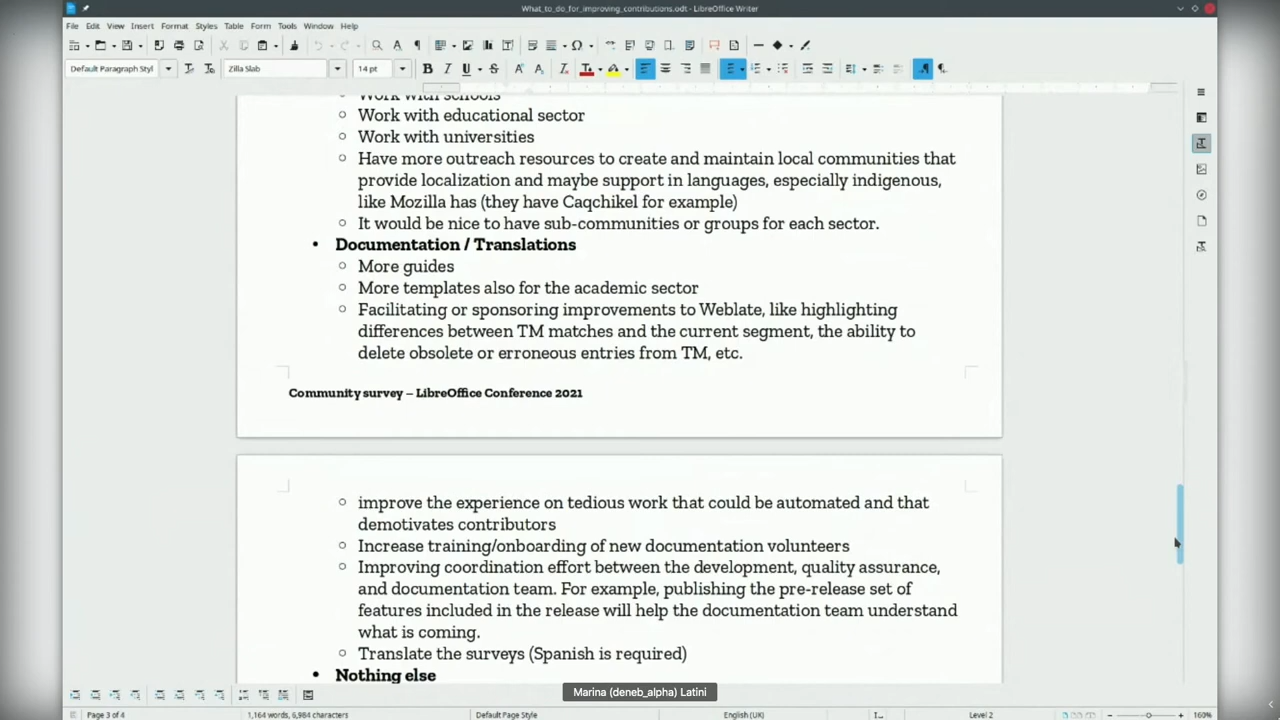 What_to_do_for_improving_contributions.odt - LibreOffice Writer
File Edit View Insert Format Styles Table Form Tools Window Help
Default Paragraph Styl
Zilla Slab
14 pt
Work with schools
Work with educational sector
Work with universities
Have more outreach resources to create and maintain local communities that
provide localization and maybe support in languages, especially indigenous,
like Mozilla has (they have Caqchikel for example)
It would be nice to have sub-communities or groups for each sector.
Documentation / Translations
More guides
More templates also for the academic sector
Facilitating or sponsoring improvements to Weblate, like highlighting
differences between TM matches and the current segment, the ability to
delete obsolete or erroneous entries from TM, etc.
Community survey – LibreOffice Conference 2021
improve the experience on tedious work that could be automated and that
demotivates contributors
Increase training/onboarding of new documentation volunteers
Improving coordination effort between the development, quality assurance,
and documentation team. For example, publishing the pre-release set of
features included in the release will help the documentation team understand
what is coming.
Translate the surveys (Spanish is required)
Nothing else
Marina (deneb_alpha) Latini
Page 3 of 4
1,164 words, 6,984 characters
Default Page Style
English (UK)
Level 2
160%